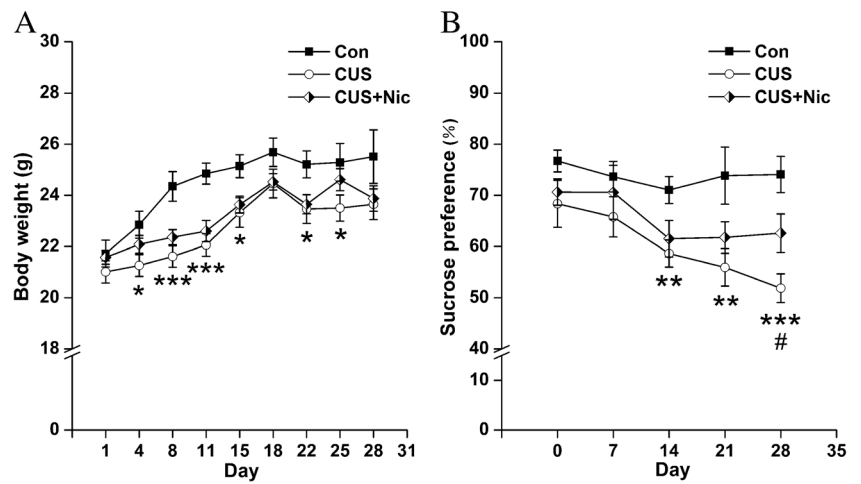 A
B
Body weight (g)
30
28
26
24
22
20
18
0
Con
CUS
CUS+Nic
* *** *** * * *
1 4 8 11 15 18 22 25 28 31
Day
Sucrose preference (%)
100
90
80
70
60
50
40
10
0
Con
CUS
CUS+Nic
** ** ***
#
0 7 14 21 28 35
Day